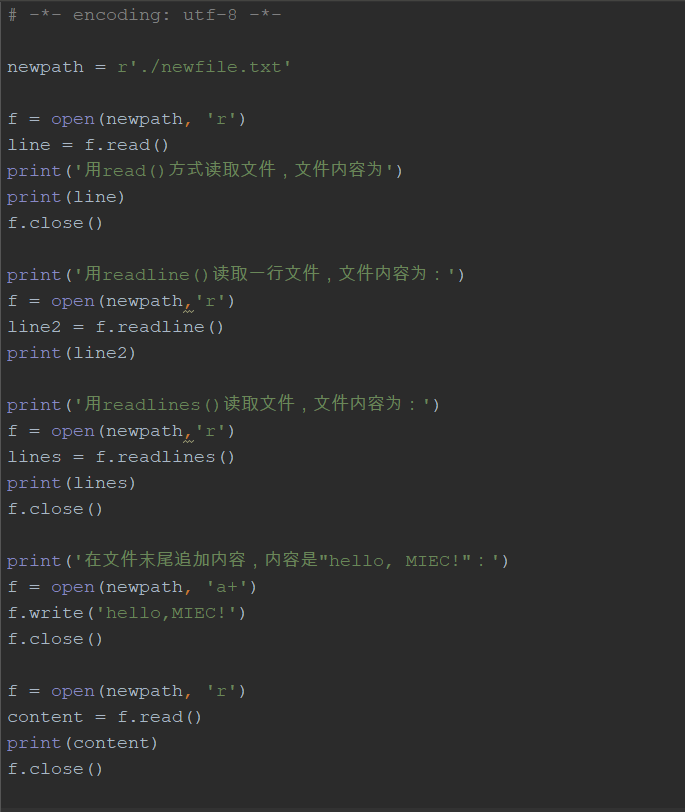 # -*- encoding: utf-8 -*-
newpath = r'./newfile.txt'
f = open(newpath, 'r')
line = f.read()
print('用read()方式读取文件，文件内容为')
print(line)
f.close()
print('用readline()读取一行文件，文件内容为：')
f = open(newpath,'r')
line2 = f.readline()
print(line2)
print('用readlines()读取文件，文件内容为：')
f = open(newpath,'r')
lines = f.readlines()
print(lines)
f.close()
print('在文件末尾追加内容，内容是"hello, MIEC!"：')
f = open(newpath, 'a+')
f.write('hello,MIEC!')
f.close()
f = open(newpath, 'r')
content = f.read()
print(content)
f.close()